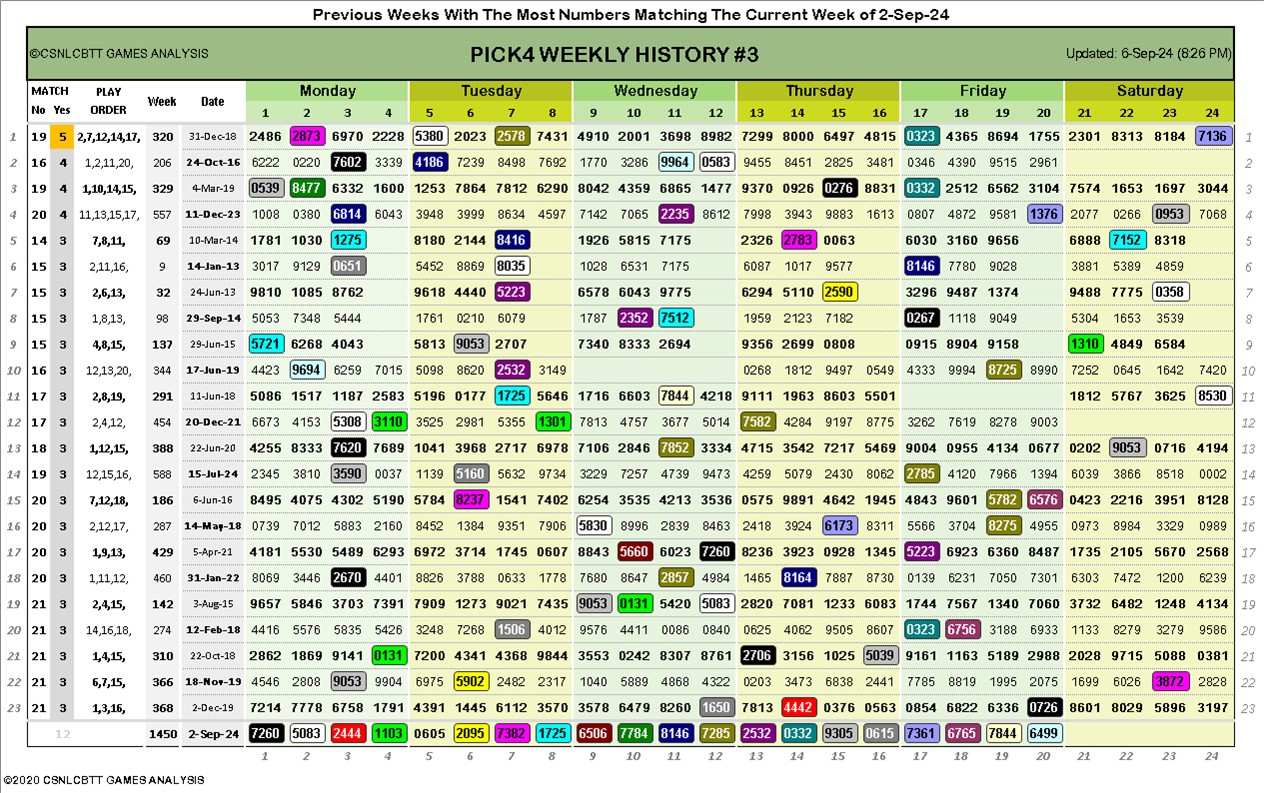 Previous Weeks With The Most Numbers Matching The Current Week of 2-Sep-24
©CSNLCBTT GAMES ANALYSIS PICK4 WEEKLY HISTORY #3 Updated: 6-Sep-24 (8:26 PM)
MATCH PLAY Week Date Monday Tuesday Wednesday Thursday Friday Saturday
No Yes ORDER 1 2 3 4 5 6 7 8 9 10 11 12 13 14 15 16 17 18 19 20 21 22 23 24
1 19 5 2,7,12,14,17, 320 31-Dec-18 2486 2873 6970 2228 5380 2023 2578 7431 4910 2001 3698 8982 7299 8000 6497 4815 0323 4365 8694 1755 2301 8313 8184 7136 1
2 16 4 1,2,11,20, 206 24-Oct-16 6222 0220 7602 3339 4186 7239 8498 7692 1770 3286 9964 0583 9455 8451 2825 3481 0346 4390 9515 2961 2
3 19 4 1,10,14,15, 329 4-Mar-19 0539 8477 6332 1600 1253 7864 7812 6290 8042 4359 6865 1477 9370 0926 0276 8831 0332 2512 6562 3104 7574 1653 1697 3044 3
4 20 4 11,13,15,17, 557 11-Dec-23 1008 0380 6814 6043 3948 3999 8634 4597 7142 7065 2235 8612 7998 3943 9883 1613 0807 4872 9581 1376 2077 0266 0953 7068 4
5 14 3 7,8,11, 69 10-Mar-14 1781 1030 1275 8180 2144 8416 1926 5815 7175 2326 2783 0063 6030 3160 9656 6888 7152 8318 5
6 15 3 2,11,16, 9 14-Jan-13 3017 9129 0651 5452 8869 8035 1028 6531 7175 6087 1017 9577 8146 7780 9028 3881 5389 4859 6
7 15 3 2,6,13, 32 24-Jun-13 9810 1085 8762 9618 4440 5223 6578 6043 9775 6294 5110 2590 3296 9487 1374 9488 7775 0358 7
8 15 3 1,8,13, 98 29-Sep-14 5053 7348 5444 1761 0210 6079 1787 2352 7512 1959 2123 7182 0267 1118 9049 5304 1653 3539 8
9 15 3 4,8,15, 137 29-Jun-15 5721 6268 4043 5813 9053 2707 7340 8333 2694 9356 2699 0808 0915 8904 9158 1310 4849 6584 9
10 16 3 12,13,20, 344 17-Jun-19 4423 9694 6259 7015 5098 8620 2532 3149 0268 1812 9497 0549 4333 9994 8725 8990 7252 0645 1642 7420 10
11 17 3 2,8,19, 291 11-Jun-18 5086 1517 1187 2583 5196 0177 1725 5646 1716 6603 7844 4218 9111 1963 8603 5501 1812 5767 3625 8530 11
12 17 3 2,4,12, 454 20-Dec-21 6673 4153 5308 3110 3525 2981 5355 1301 7813 4757 3677 5014 7582 4284 9197 8775 3262 7619 8278 9003 12
13 18 3 1,12,15, 388 22-Jun-20 4255 8333 7620 7689 1041 3968 2717 6978 7106 2846 7852 3134 4715 3542 7217 5469 9004 0955 4134 0677 0202 9053 0716 4194 13
14 19 3 12,15,16, 588 15-Jul-24 2345 3810 3590 0037 1139 5160 5632 9734 3229 7257 4739 9473 4259 5079 2430 8062 2785 4120 7966 1394 6039 3866 8518 0002 14
15 20 3 7,12,18, 186 6-Jun-16 8495 4075 4302 5190 5784 8237 1541 7402 6254 3535 4213 3536 0575 9891 4642 1945 4843 9601 5782 6576 0423 2216 3951 8128 15
16 20 3 2,12,17, 287 14-May-18 0739 7012 5883 2160 8452 1384 9351 7906 5830 8996 2839 8463 2418 3924 6173 8311 5566 3704 8275 4955 0973 8984 3329 0989 16
17 20 3 1,9,13, 429 5-Apr-21 4181 5530 5489 6293 6972 3714 1745 0607 8843 5660 6023 7260 8236 3923 0928 1345 5223 6923 6360 8487 1735 2105 5670 2568 17
18 20 3 1,11,12, 460 31-Jan-22 8069 3446 2670 4401 8826 3788 0633 1778 7680 8647 2857 4984 1465 8164 7887 8730 0139 6231 7050 7301 6303 7472 1200 6239 18
19 21 3 2,4,15, 142 3-Aug-15 9657 5846 3703 7391 7909 1273 9021 7435 9053 0131 5420 5083 2820 7081 1233 6083 1744 7567 1340 7060 3732 6482 1248 4134 19
20 21 3 14,16,18, 274 12-Feb-18 4416 5576 5835 5426 3248 7268 1506 4012 9576 4411 0086 0840 0625 4062 9505 8607 0323 6756 3188 6933 1133 8279 3279 9586 20
21 21 3 1,4,15, 310 22-Oct-18 2862 1869 9141 0131 7200 4341 4368 9844 3553 0242 8307 8761 2706 3156 1025 5039 9161 1163 5189 2988 2028 9715 5088 0381 21
22 21 3 6,7,15, 366 18-Nov-19 4546 2808 9053 9904 6975 5902 2482 2317 1040 5889 4868 4322 0203 3473 6838 2441 7785 8819 1995 2075 1699 6026 3872 2828 22
23 21 3 1,3,16, 368 2-Dec-19 7214 7778 6758 1791 4391 1445 6112 3570 3578 6479 8260 1650 7813 4442 0376 0563 0854 6822 6336 0726 8601 8029 5896 3197 23
12 1450 2-Sep-24 7260 5083 2444 1103 0605 2095 7382 1725 6506 7784 8146 7285 2532 0332 9305 0615 7361 6765 7844 6499
1 2 3 4 5 6 7 8 9 10 11 12 13 14 15 16 17 18 19 20 21 22 23 24
©2020 CSNLCBTT GAMES ANALYSIS